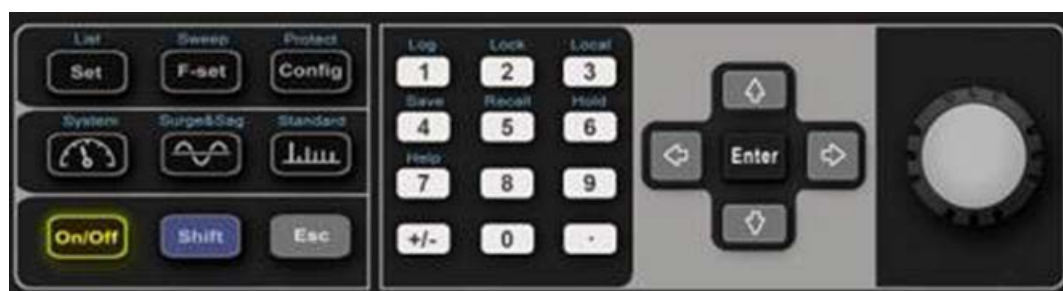 List Sweep Protect
Set F-set Config
System Surge&Sag Standard
On/Off Shift Esc
Log Lock Local
1 2 3
Save Recall Hold
4 5 6
Help
7 8 9
+/- 0 .
Enter